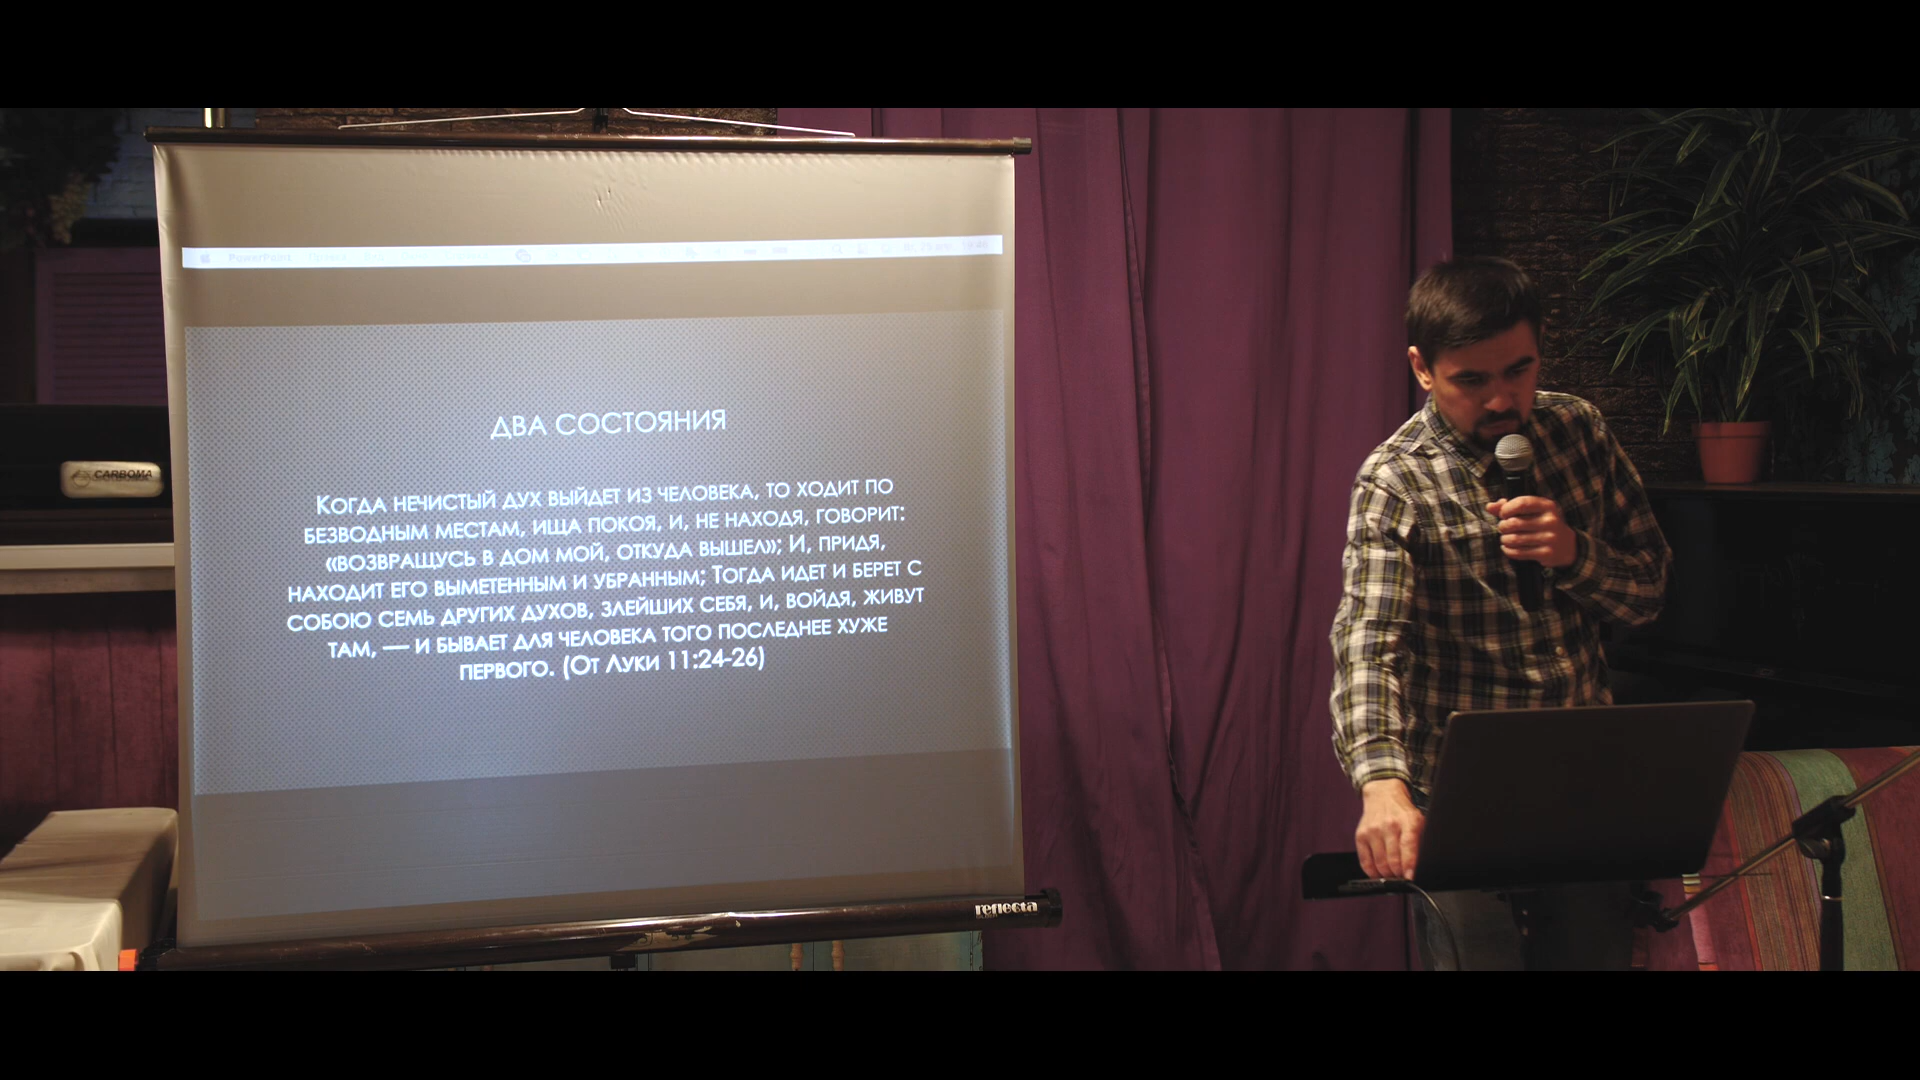 PowerPoint
ДВА СОСТОЯНИЯ
Когда нечистый дух выйдет из человека, то ходит по
безводным местам, ища покоя, и, не находя, говорит:
«возвращусь в дом мой, откуда вышел»; И, придя,
находит его выметенным и убранным; Тогда идет и берет с
собою семь других духов, злейших себя, и, войдя, живут
там, — и бывает для человека того последнее хуже
первого. (От Луки 11:24-26)
CARBOMA
reflecta